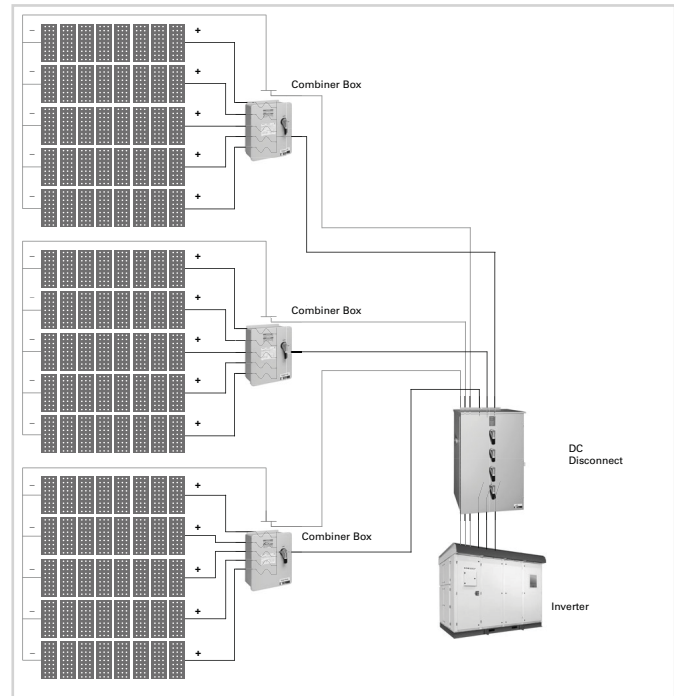 − +
− +
− +
− +
− +
Combiner Box
− +
− +
− +
− +
− +
Combiner Box
− +
− +
− +
− +
− +
Combiner Box
DC
Disconnect
Inverter